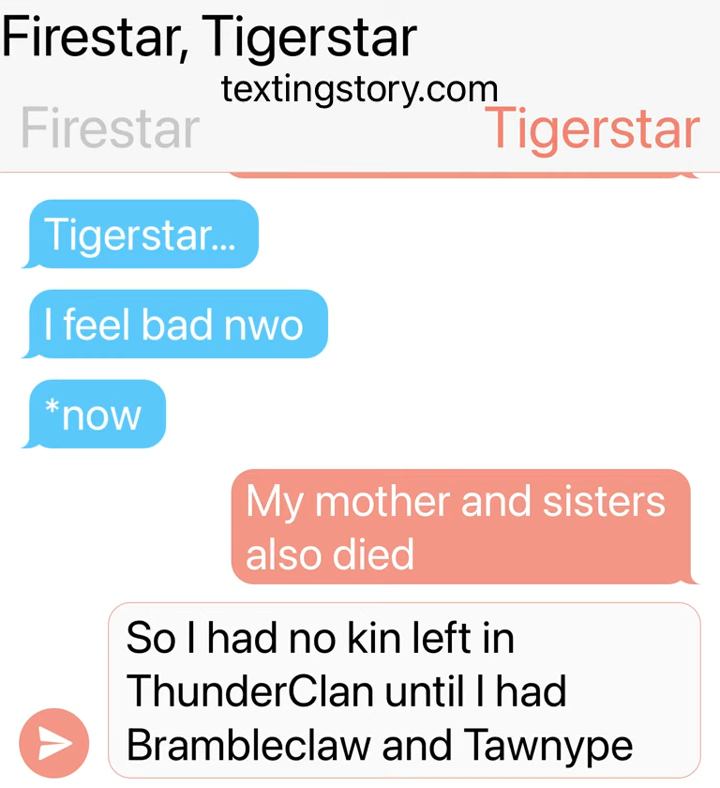 Firestar, Tigerstar
textingstory.com
Firestar
Tigerstar
Tigerstar...
I feel bad nwo
*now
My mother and sisters
also died
So I had no kin left in
ThunderClan until I had
Brambleclaw and Tawnype